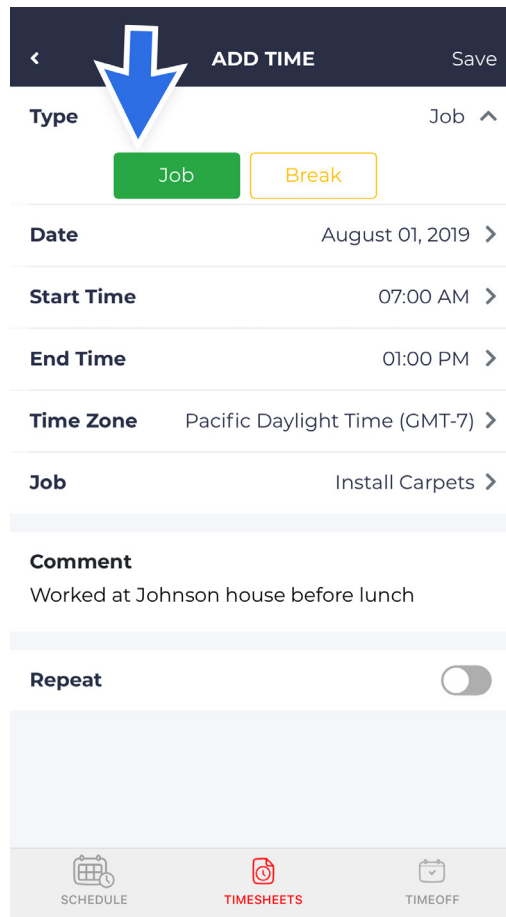 ADD TIME Save
Type Job
Job Break
Date August 01, 2019
Start Time 07:00 AM
End Time 01:00 PM
Time Zone Pacific Daylight Time (GMT-7)
Job Install Carpets
Comment
Worked at Johnson house before lunch
Repeat
SCHEDULE TIMESHEETS TIMEOFF